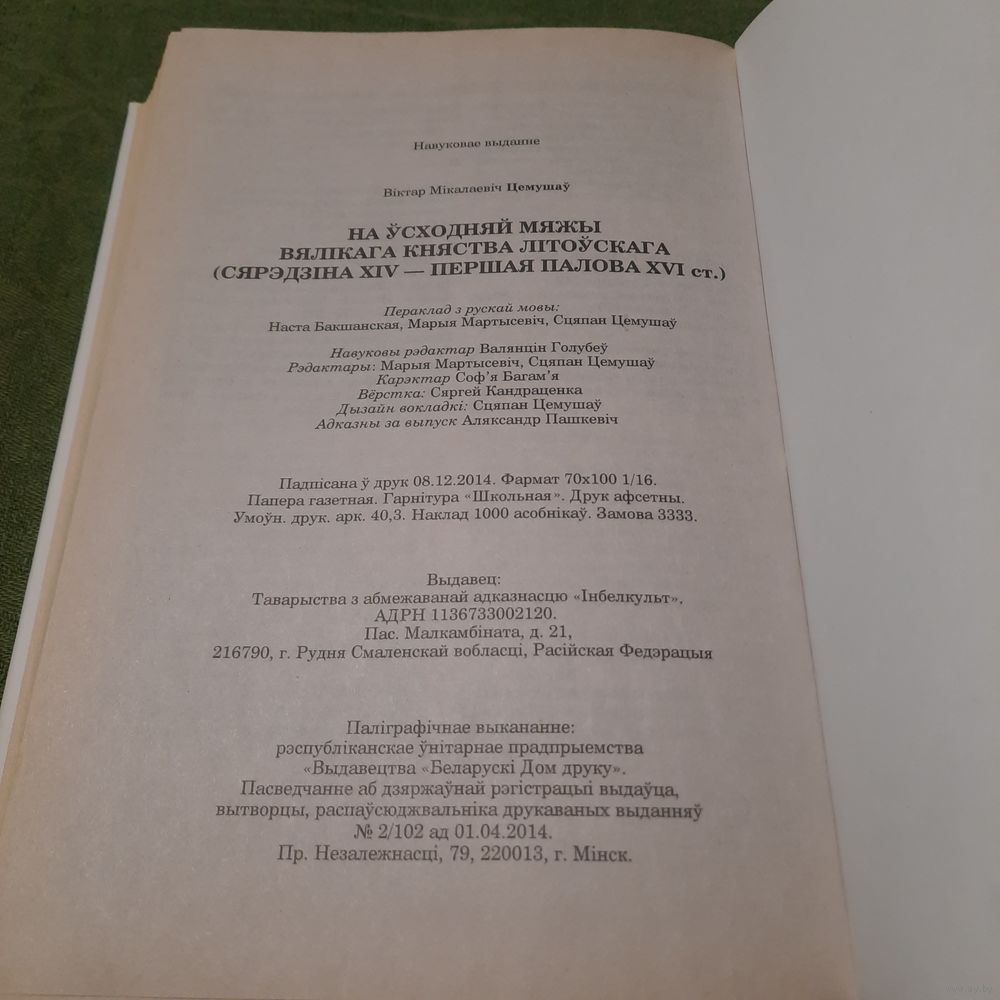 Навуковае выданне
Віктар Мікалаевіч Цемушаў
НА ЎСХОДНЯЙ МЯЖЫ
ВЯЛІКАГА КНЯСТВА ЛІТОЎСКАГА
(СЯРЭДЗІНА XIV — ПЕРШАЯ ПАЛОВА XVI ст.)
Пераклад з рускай мовы:
Наста Бакшанская, Марыя Мартысевіч, Сцяпан Цемушаў
Навуковы рэдактар Валянцін Голубеў
Рэдактары: Марыя Мартысевіч, Сцяпан Цемушаў
Карэктар Соф'я Багам'я
Вёрстка: Сяргей Кандраценка
Дызайн вокладкі: Сцяпан Цемушаў
Адказны за выпуск Аляксандр Пашкевіч
Падпісана ў друк 08.12.2014. Фармат 70х100 1/16.
Папера газетная. Гарнітура «Школьная». Друк афсетны.
Умоўн. друк. арк. 40,3. Наклад 1000 асобнікаў. Замова 3333.
Выдавец:
Таварыства з абмежаванай адказнасцю «Інбелкульт».
АДРН 1136733002120.
Пас. Малкамбіната, д. 21,
216790, г. Рудня Смаленскай вобласці, Расійская Федэрацыя
Паліграфічнае выкананне:
рэспубліканскае ўнітарнае прадпрыемства
«Выдавецтва «Беларускі Дом друку».
Пасведчанне аб дзяржаўнай рэгістрацыі выдаўца,
вытворцы, распаўсюджвальніка друкаваных выданняў
№ 2/102 ад 01.04.2014.
Пр. Незалежнасці, 79, 220013, г. Мінск.